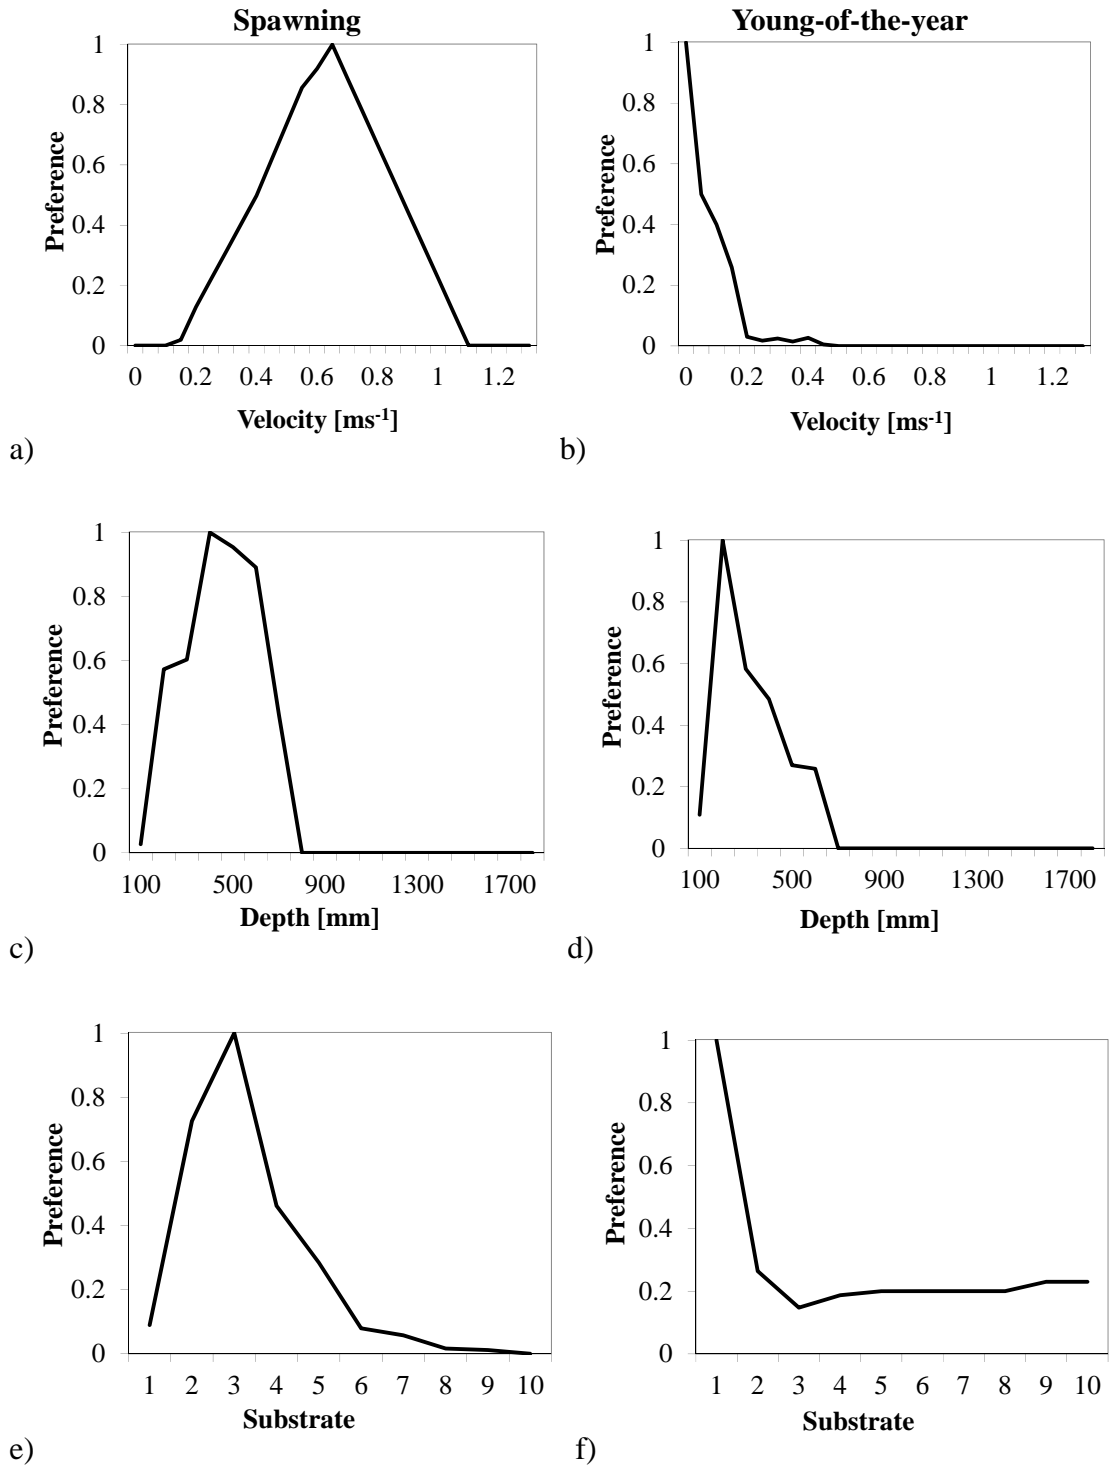 Spawning
Young-of-the-year
1
0.8
0.6
0.4
0.2
0
Preference
0 0.2 0.4 0.6 0.8 1 1.2
Velocity [ms-1]
a)
1
0.8
0.6
0.4
0.2
0
Preference
0 0.2 0.4 0.6 0.8 1 1.2
Velocity [ms-1]
b)
1
0.8
0.6
0.4
0.2
0
Preference
100 500 900 1300 1700
Depth [mm]
c)
1
0.8
0.6
0.4
0.2
0
Preference
100 500 900 1300 1700
Depth [mm]
d)
1
0.8
0.6
0.4
0.2
0
Preference
1 2 3 4 5 6 7 8 9 10
Substrate
e)
1
0.8
0.6
0.4
0.2
0
Preference
1 2 3 4 5 6 7 8 9 10
Substrate
f)